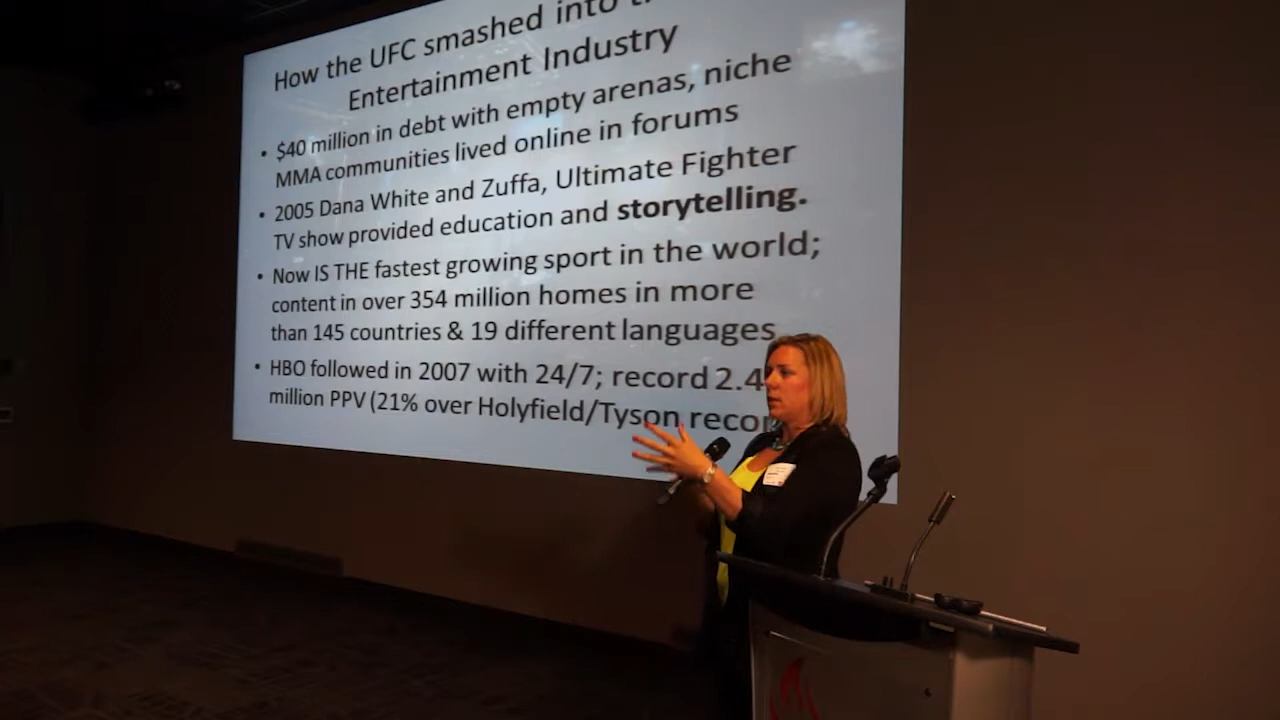 How the UFC smashed into
Entertainment Industry
• $40 million in debt with empty arenas, niche
MMA communities lived online in forums
• 2005 Dana White and Zuffa, Ultimate Fighter
TV show provided education and storytelling.
• Now IS THE fastest growing sport in the world;
content in over 354 million homes in more
than 145 countries & 19 different languages
• HBO followed in 2007 with 24/7; record 2.4
million PPV (21% over Holyfield/Tyson